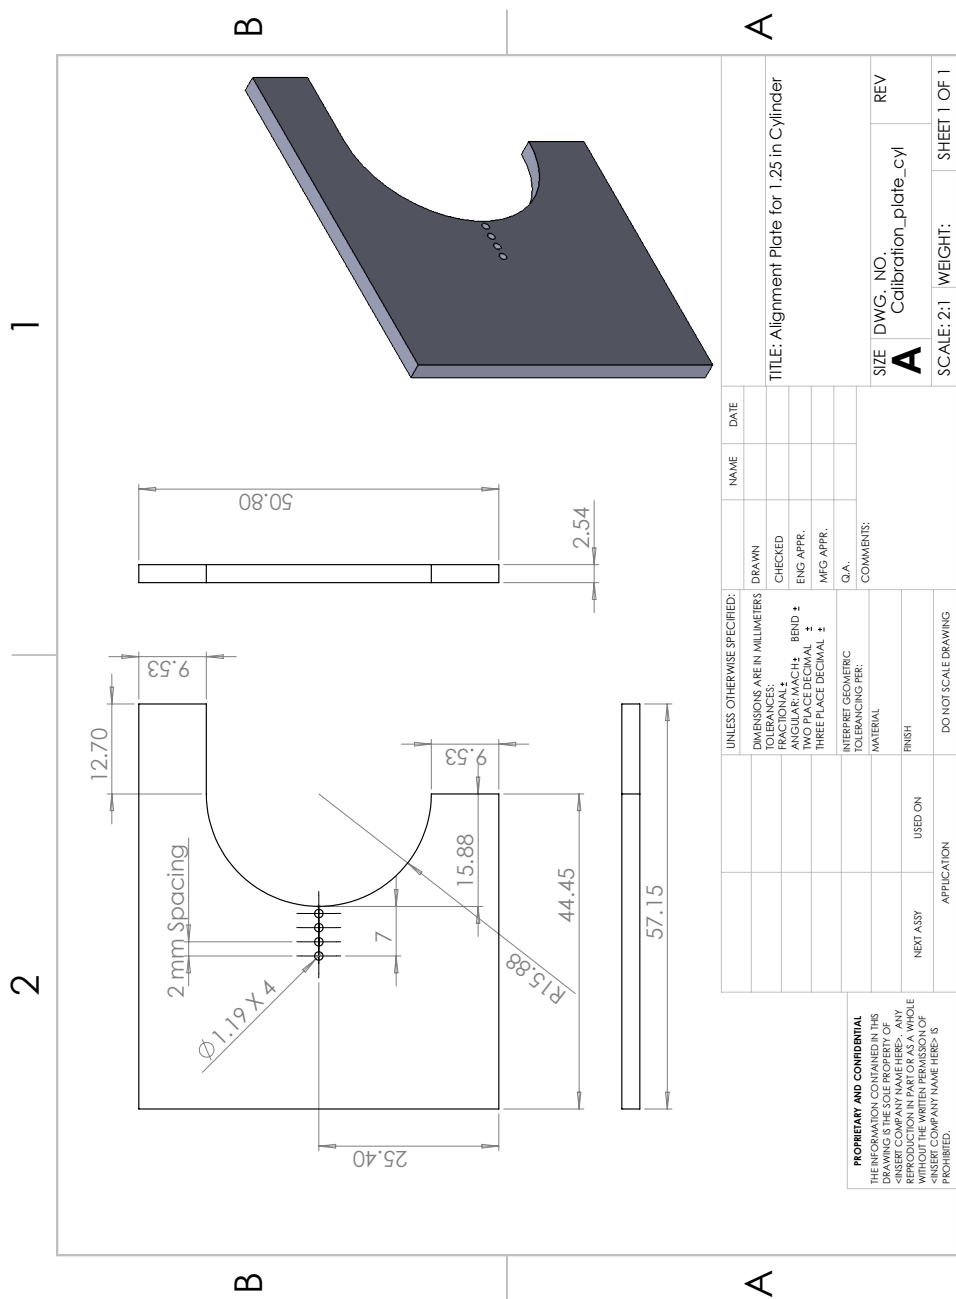 2
1
B
B
A
A
2 mm Spacing
12.70
9.53
Ø 1.19 X 4
7
15.88
9.53
R15.88
25.40
44.45
57.15
50.80
2.54
PROPRIETARY AND CONFIDENTIAL
THE INFORMATION CONTAINED IN THIS
DRAWING IS THE SOLE PROPERTY OF
<INSERT COMPANY NAME HERE>. ANY
REPRODUCTION IN PART OR AS A WHOLE
WITHOUT THE WRITTEN PERMISSION OF
<INSERT COMPANY NAME HERE> IS
PROHIBITED.
NEXT ASSY
USED ON
APPLICATION
UNLESS OTHERWISE SPECIFIED:
DIMENSIONS ARE IN MILLIMETERS
TOLERANCES:
FRACTIONAL ±
ANGULAR: MACH ± BEND ±
TWO PLACE DECIMAL ±
THREE PLACE DECIMAL ±
INTERPRET GEOMETRIC
TOLERANCING PER:
MATERIAL
FINISH
DO NOT SCALE DRAWING
NAME
DATE
DRAWN
CHECKED
ENG APPR.
MFG APPR.
Q.A.
COMMENTS:
TITLE: Alignment Plate for 1.25 in Cylinder
SIZE
A
DWG. NO.
Calibration_plate_cyl
REV
SCALE: 2:1
WEIGHT:
SHEET 1 OF 1